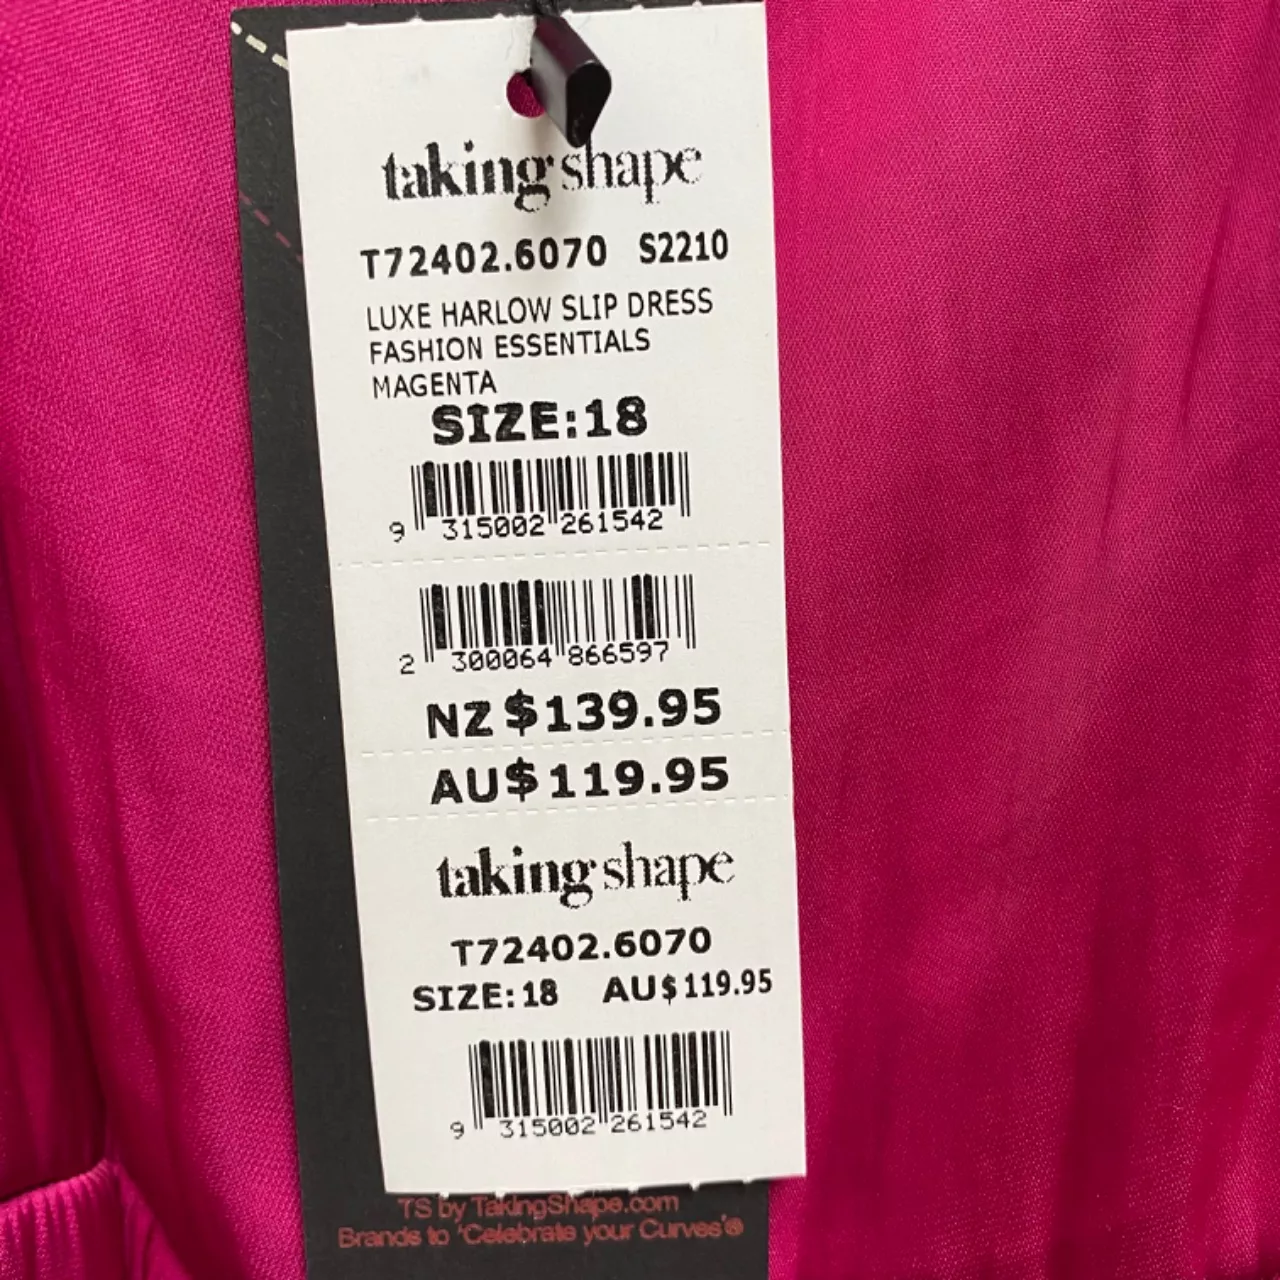 taking shape
T72402.6070 S2210
LUXE HARLOW SLIP DRESS
FASHION ESSENTIALS
MAGENTA
SIZE:18
9 315002 261542
2 300064 866597
NZ $139.95
AU$119.95
taking shape
T72402.6070
SIZE:18 AU$119.95
9 315002 261542
TS by TakingShape.com
Brands to 'Celebrate your Curves'®